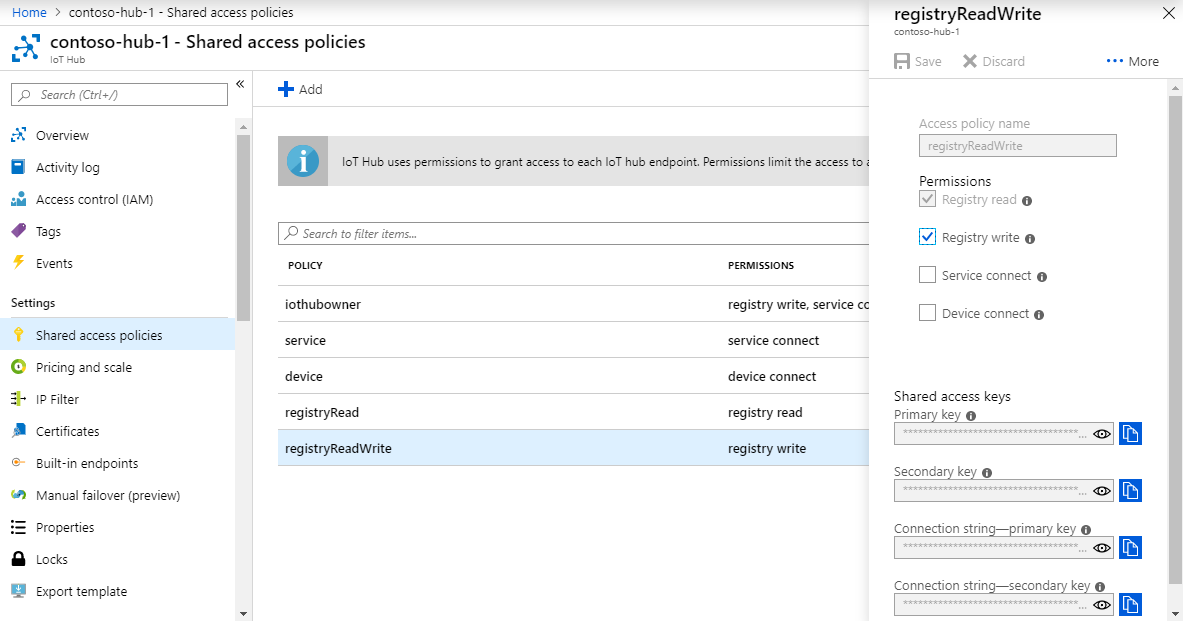 Home > contoso-hub-1 - Shared access policies
contoso-hub-1 - Shared access policies
IoT Hub
Search (Ctrl+/)
«
Overview
Activity log
Access control (IAM)
Tags
Events
Settings
Shared access policies
Pricing and scale
IP Filter
Certificates
Built-in endpoints
Manual failover (preview)
Properties
Locks
Export template
Add
IoT Hub uses permissions to grant access to each IoT hub endpoint. Permissions limit the access to
Search to filter items...
POLICY PERMISSIONS
iothubowner registry write, service
service service connect
device device connect
registryRead registry read
registryReadWrite registry write
registryReadWrite
contoso-hub-1
Save Discard ••• More
Access policy name
registryReadWrite
Permissions
Registry read
Registry write
Service connect
Device connect
Shared access keys
Primary key
***********************************...
Secondary key
***********************************...
Connection string—primary key
***********************************...
Connection string—secondary key
***********************************...